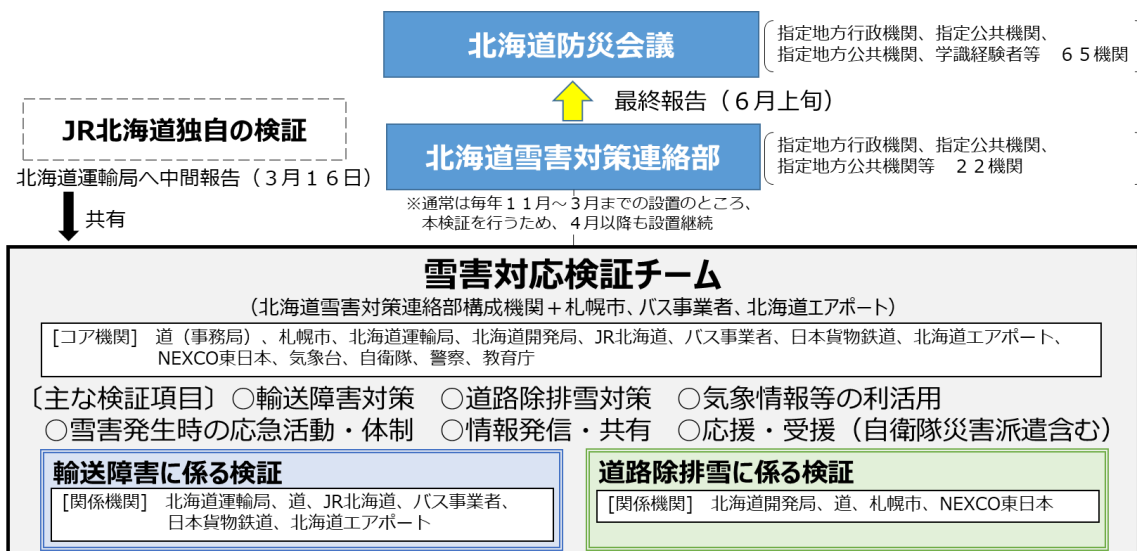 北海道防災会議
指定地方行政機関、指定公共機関、
指定地方公共機関、学識経験者等　６５機関
最終報告（６月上旬）
JR北海道独自の検証
北海道運輸局へ中間報告（３月１６日）
共有
北海道雪害対策連絡部
指定地方行政機関、指定公共機関、
指定地方公共機関等　２２機関
※通常は毎年１１月～３月までの設置のところ、
本検証を行うため、４月以降も設置継続
雪害対応検証チーム
（北海道雪害対策連絡部構成機関＋札幌市、バス事業者、北海道エアポート）
[コア機関]　道（事務局）、札幌市、北海道運輸局、北海道開発局、JR北海道、バス事業者、日本貨物鉄道、北海道エアポート、
NEXCO東日本、気象台、自衛隊、警察、教育庁
〔主な検証項目〕○輸送障害対策　○道路除排雪対策　○気象情報等の利活用
○雪害発生時の応急活動・体制　○情報発信・共有　○応援・受援（自衛隊災害派遣含む）
輸送障害に係る検証
[関係機関]　北海道運輸局、道、JR北海道、バス事業者、
日本貨物鉄道、北海道エアポート
道路除排雪に係る検証
[関係機関]　北海道開発局、道、札幌市、NEXCO東日本